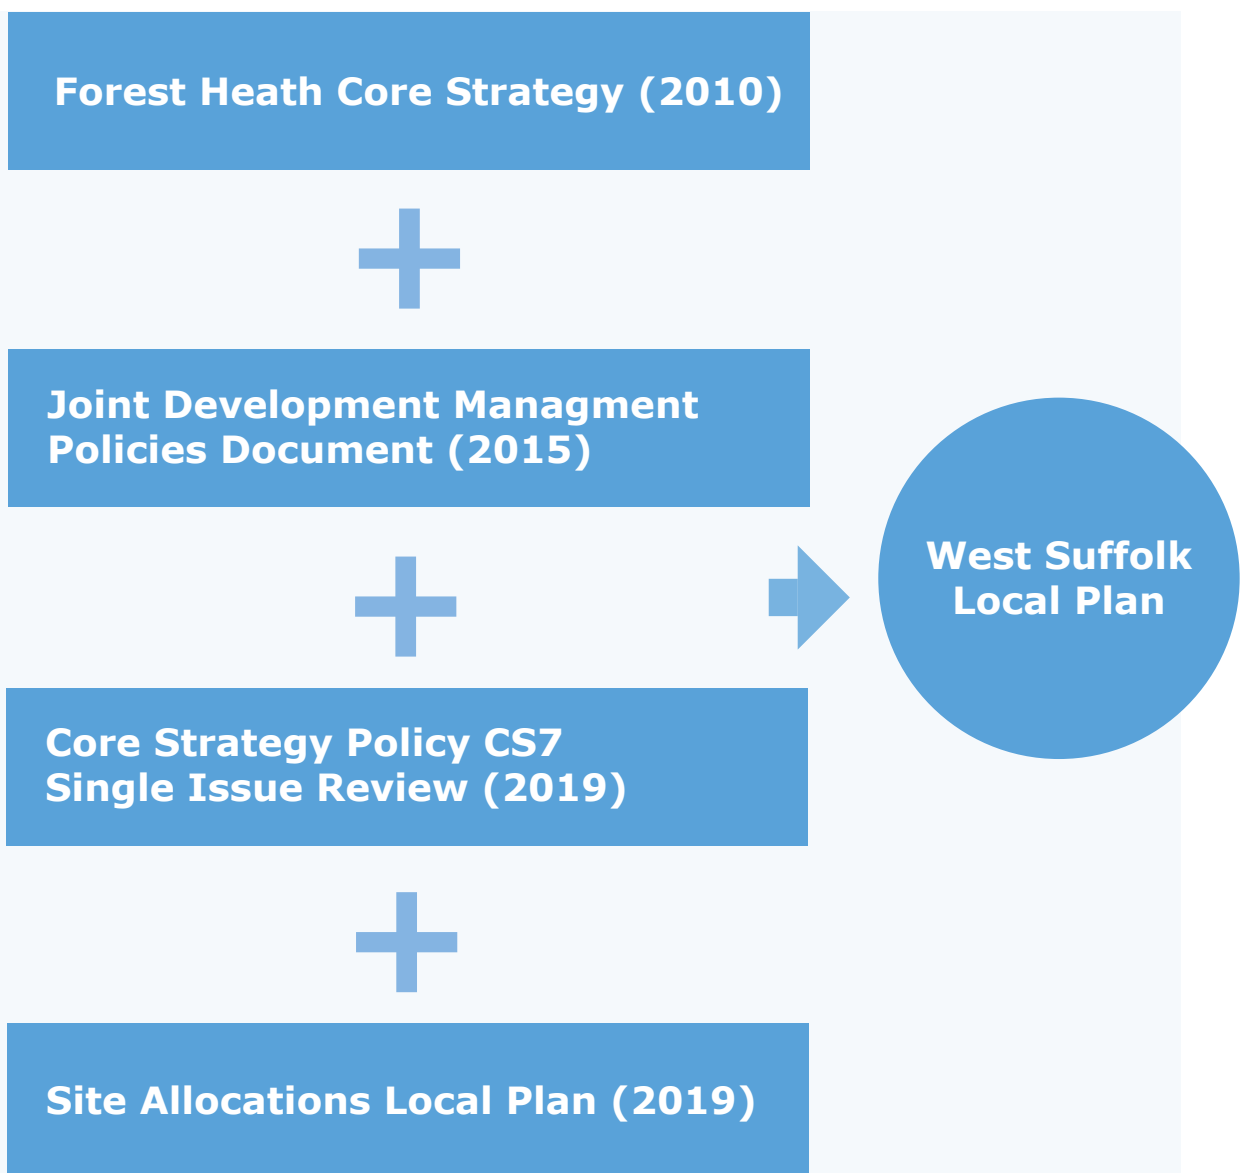 Forest Heath Core Strategy (2010)
Joint Development Managment
Policies Document (2015)
West Suffolk
Local Plan
Core Strategy Policy CS7
Single Issue Review (2019)
Site Allocations Local Plan (2019)